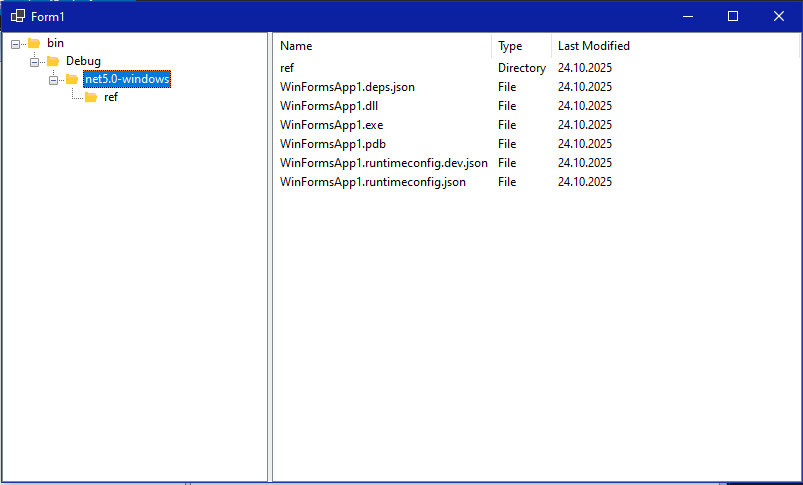 Form1
bin
Debug
net5.0-windows
ref
Name Type Last Modified
ref Directory 24.10.2025
WinFormsApp1.deps.json File 24.10.2025
WinFormsApp1.dll File 24.10.2025
WinFormsApp1.exe File 24.10.2025
WinFormsApp1.pdb File 24.10.2025
WinFormsApp1.runtimeconfig.dev.json File 24.10.2025
WinFormsApp1.runtimeconfig.json File 24.10.2025